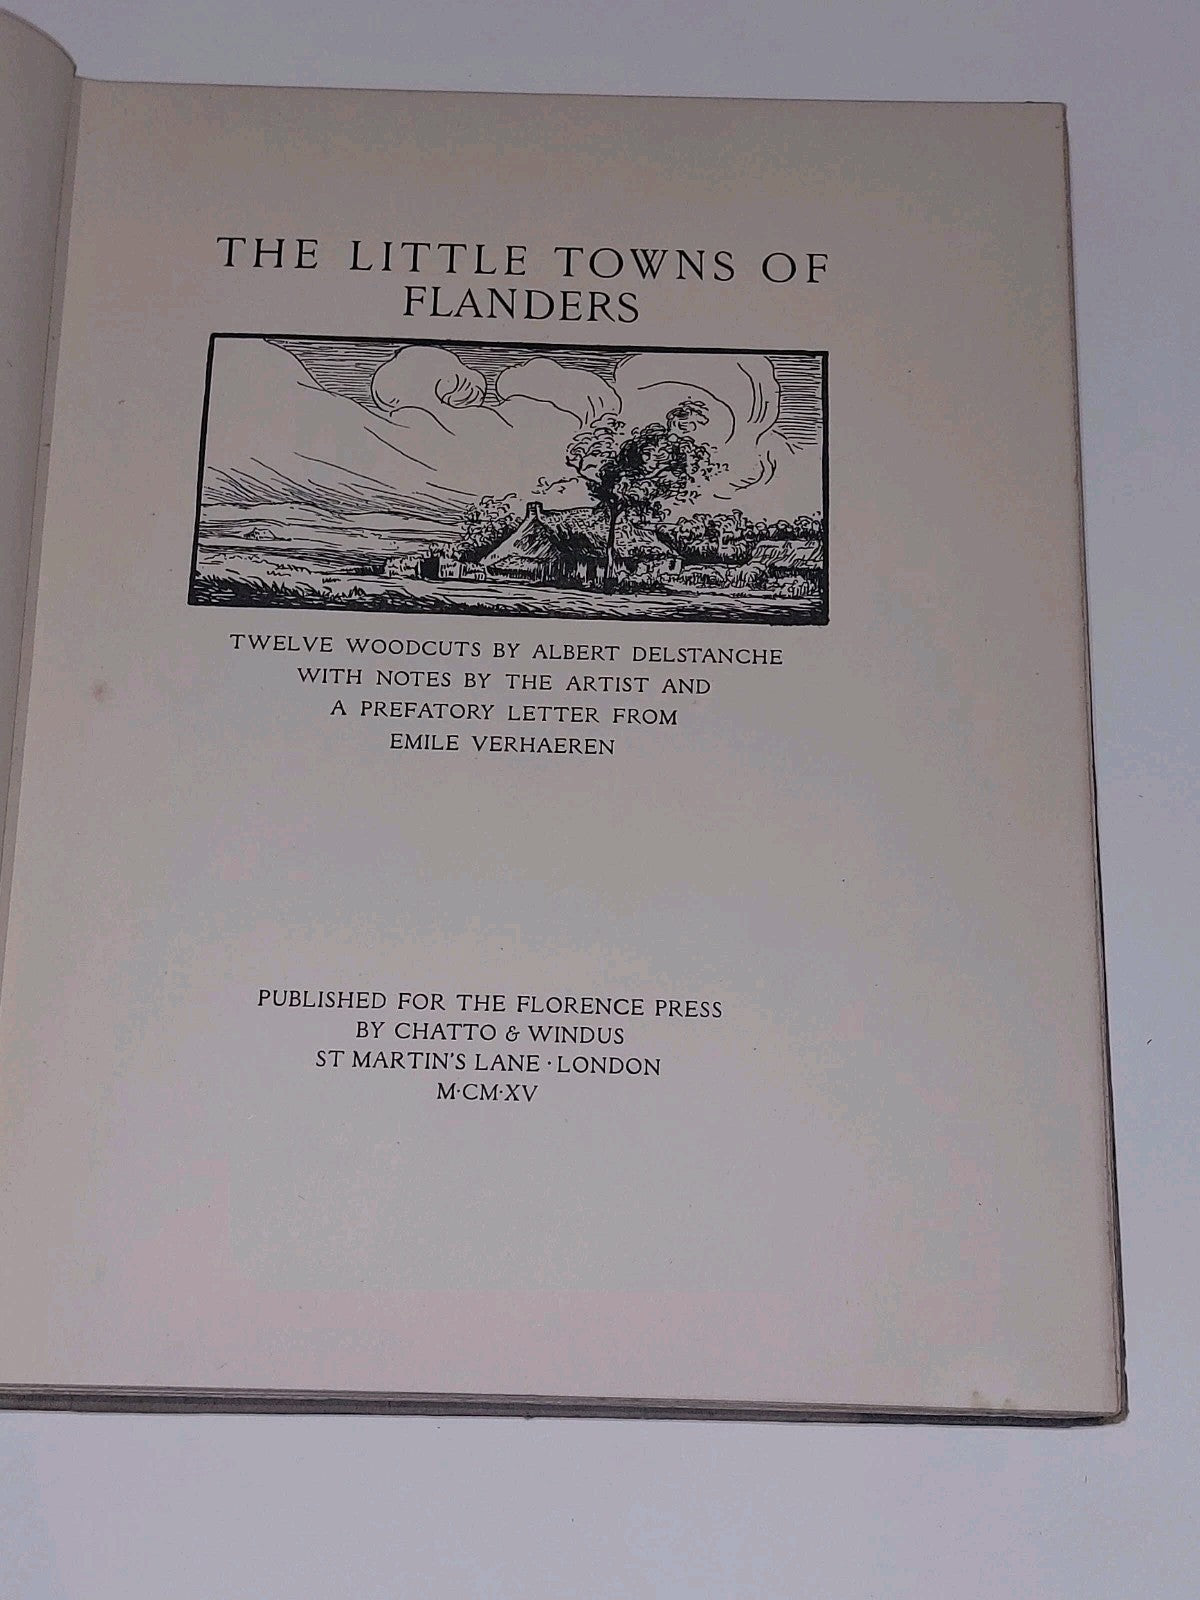 THE LITTLE TOWNS OF
FLANDERS
TWELVE WOODCUTS BY ALBERT DELSTANCHE
WITH NOTES BY THE ARTIST AND
A PREFATORY LETTER FROM
EMILE VERHAEREN
PUBLISHED FOR THE FLORENCE PRESS
BY CHATTO & WINDUS
ST MARTIN'S LANE · LONDON
M·CM·XV